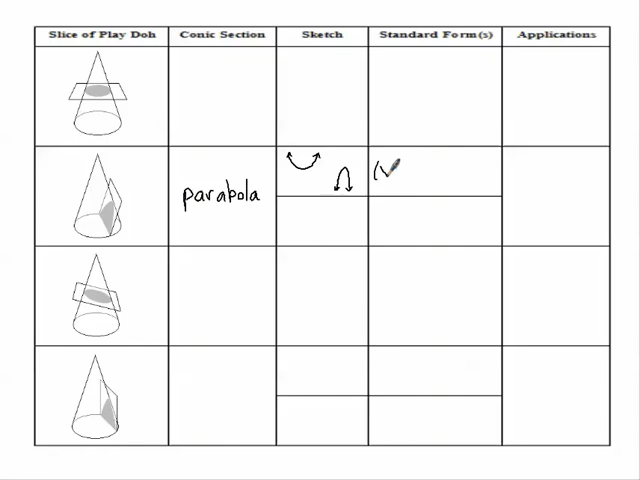 Slice of Play Doh Conic Section Sketch Standard Form(s) Applications
parabola